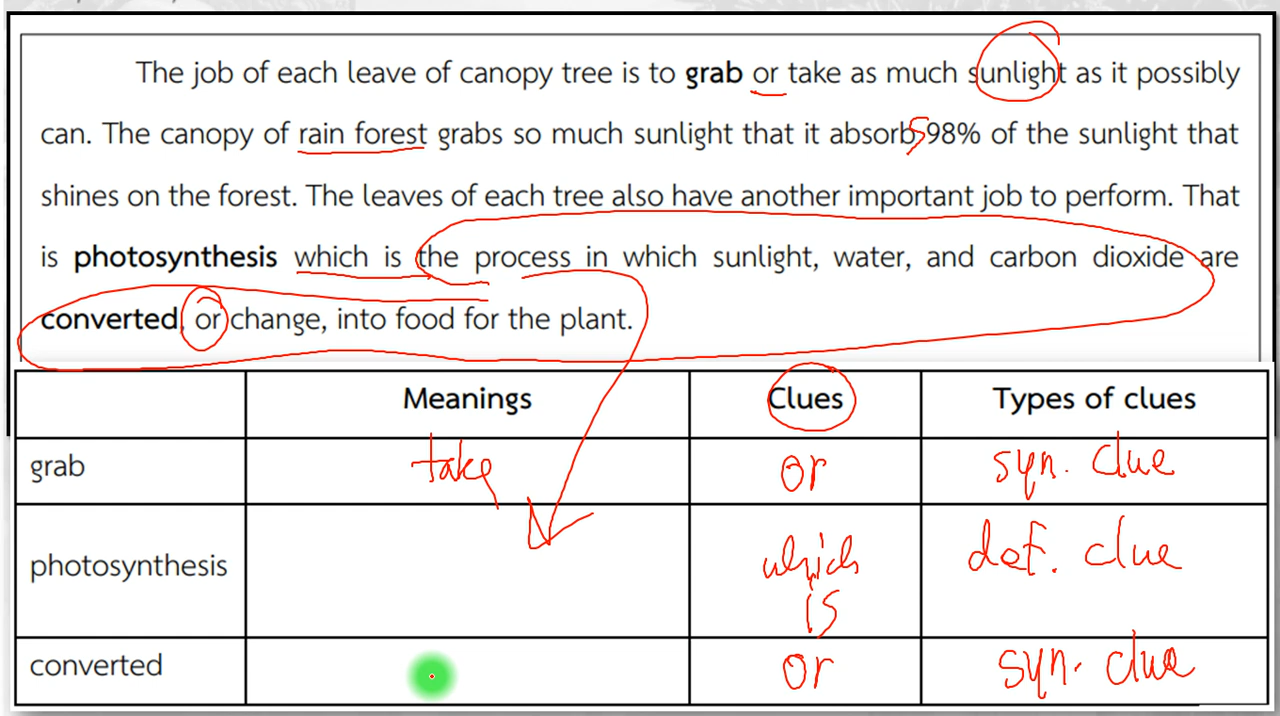 The job of each leave of canopy tree is to grab or take as much sunlight as it possibly
can. The canopy of rain forest grabs so much sunlight that it absorbs 98% of the sunlight that
shines on the forest. The leaves of each tree also have another important job to perform. That
is photosynthesis which is the process in which sunlight, water, and carbon dioxide are
converted, or change, into food for the plant.
Meanings Clues Types of clues
grab take or syn. clue
photosynthesis which is def. clue
converted or syn. clue